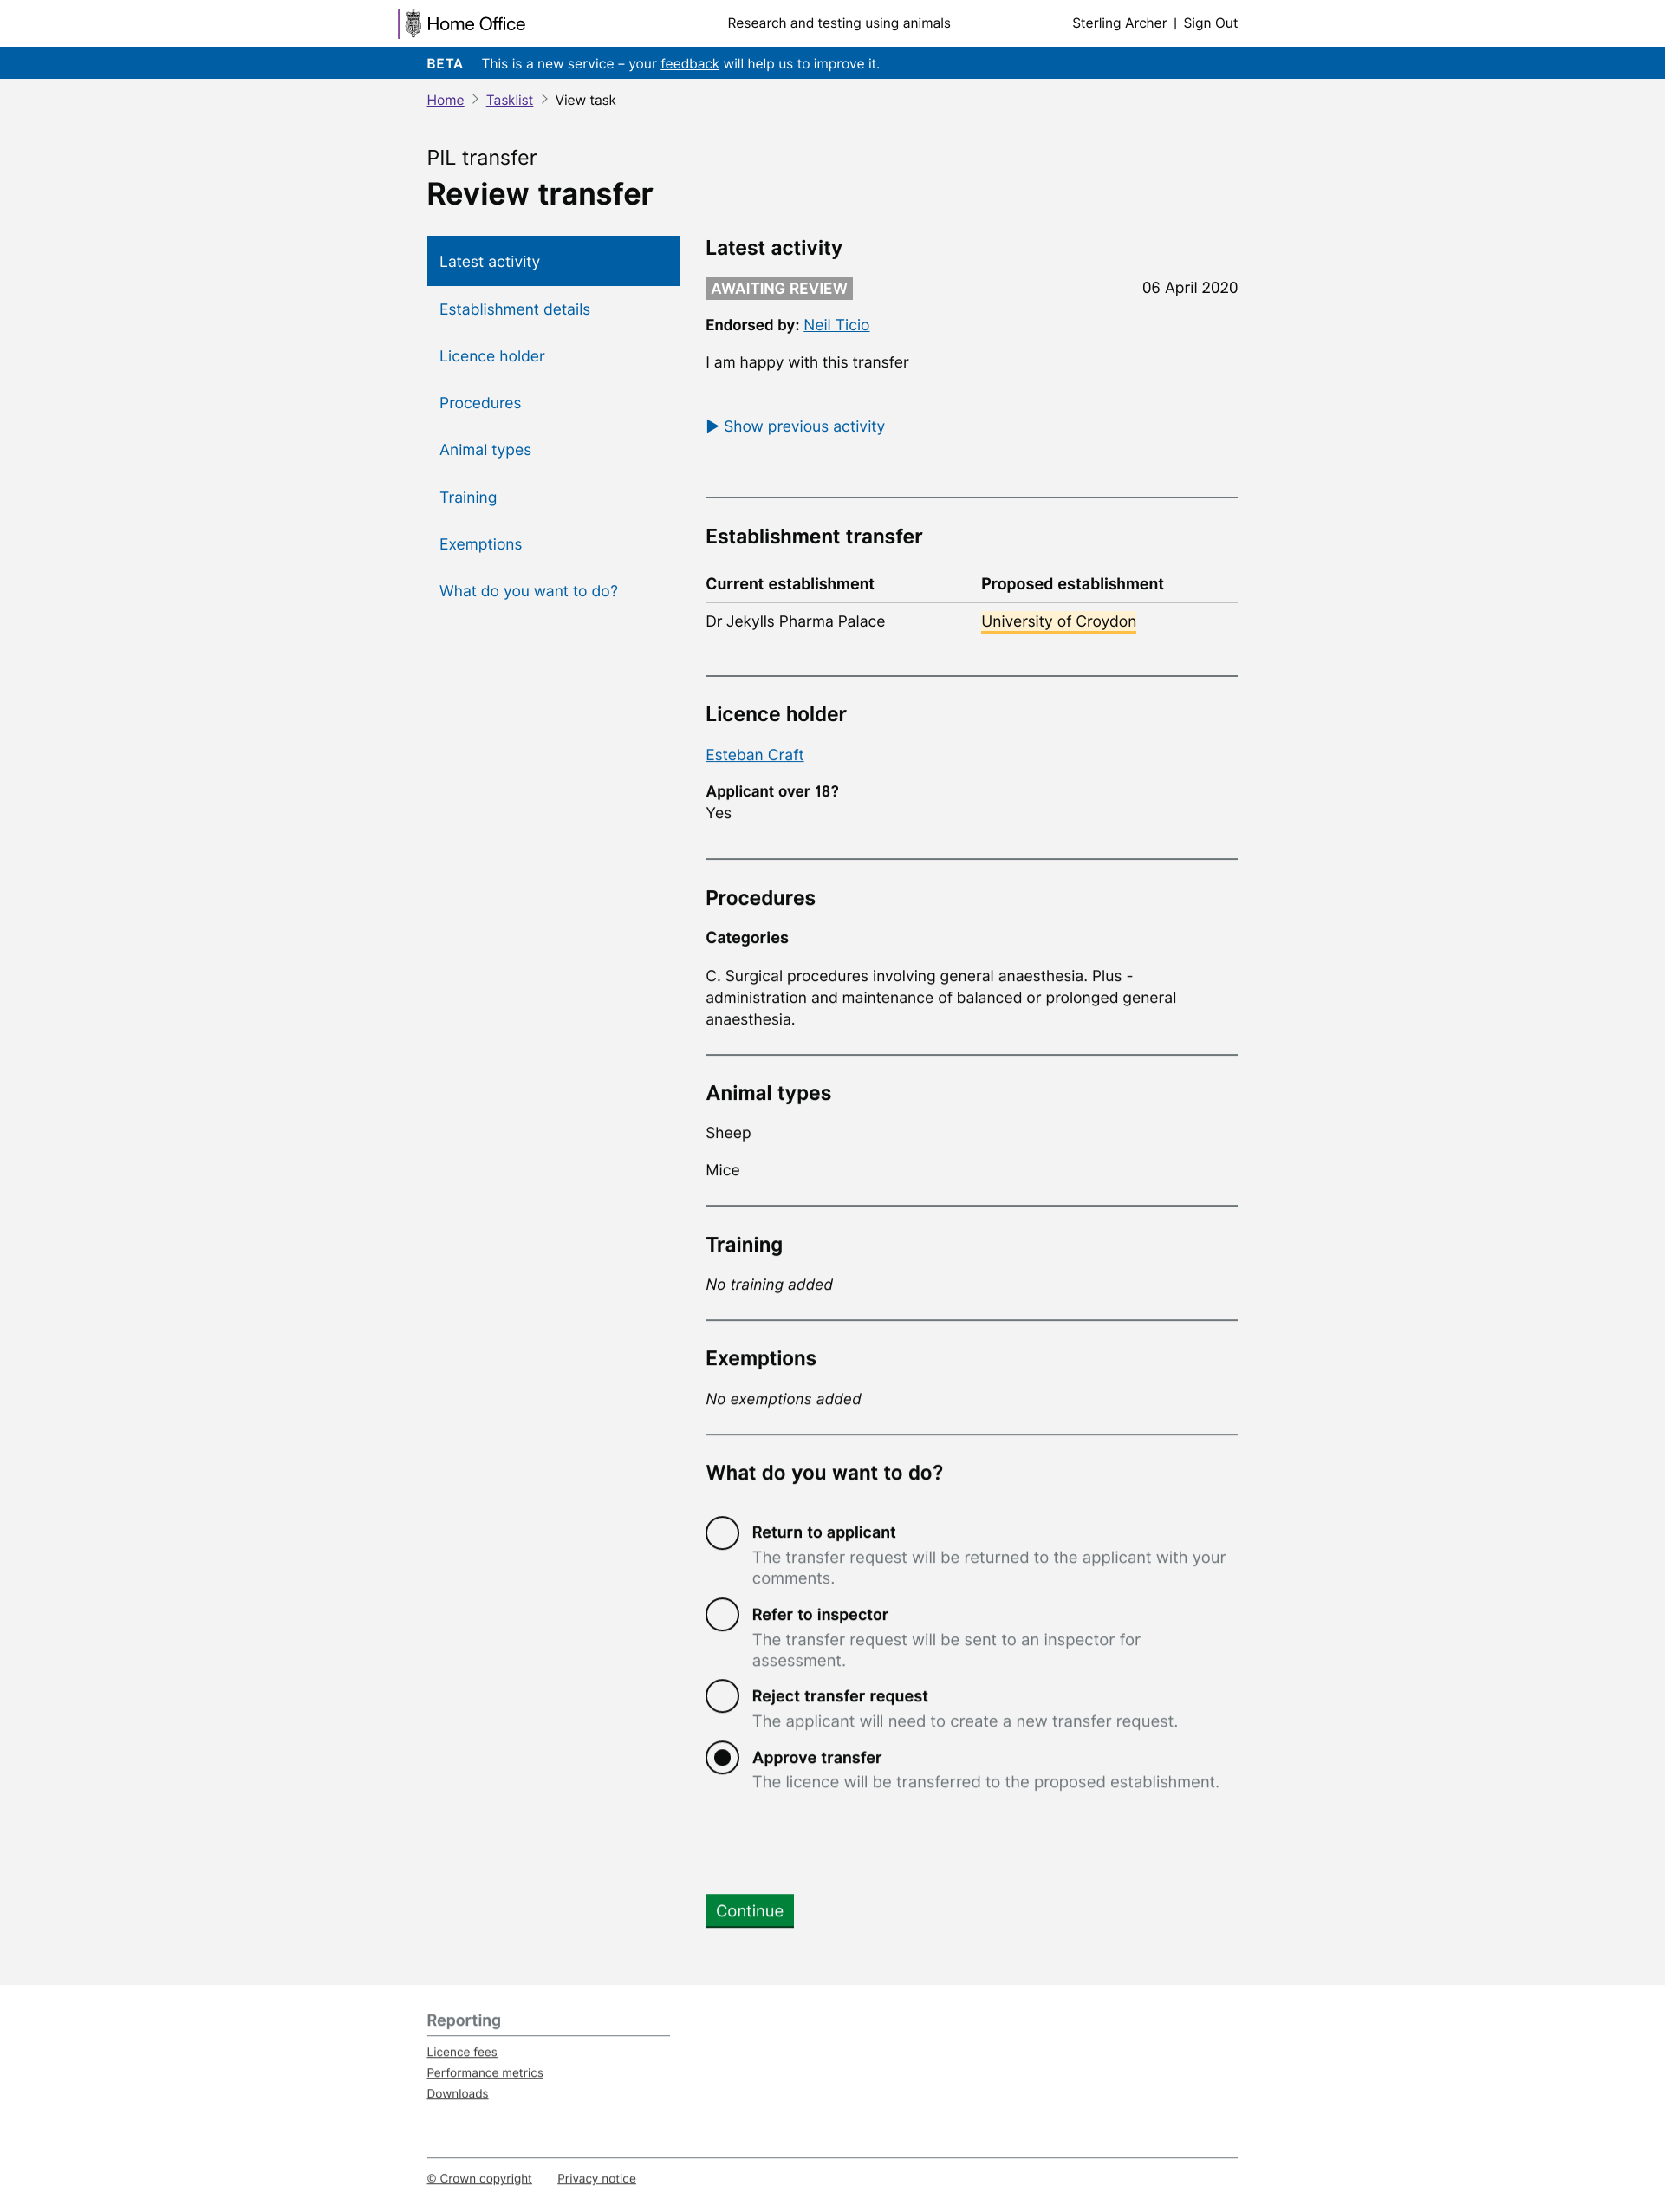 Home Office
Research and testing using animals
Sterling Archer | Sign Out
BETA This is a new service – your feedback will help us to improve it.
Home > Tasklist > View task
PIL transfer
Review transfer
Latest activity
Establishment details
Licence holder
Procedures
Animal types
Training
Exemptions
What do you want to do?
Latest activity
AWAITING REVIEW 06 April 2020
Endorsed by: Neil Ticio
I am happy with this transfer
Show previous activity
Establishment transfer
Current establishment Proposed establishment
Dr Jekylls Pharma Palace University of Croydon
Licence holder
Esteban Craft
Applicant over 18?
Yes
Procedures
Categories
C. Surgical procedures involving general anaesthesia. Plus -
administration and maintenance of balanced or prolonged general
anaesthesia.
Animal types
Sheep
Mice
Training
No training added
Exemptions
No exemptions added
What do you want to do?
Return to applicant
The transfer request will be returned to the applicant with your
comments.
Refer to inspector
The transfer request will be sent to an inspector for
assessment.
Reject transfer request
The applicant will need to create a new transfer request.
Approve transfer
The licence will be transferred to the proposed establishment.
Continue
Reporting
Licence fees
Performance metrics
Downloads
© Crown copyright Privacy notice